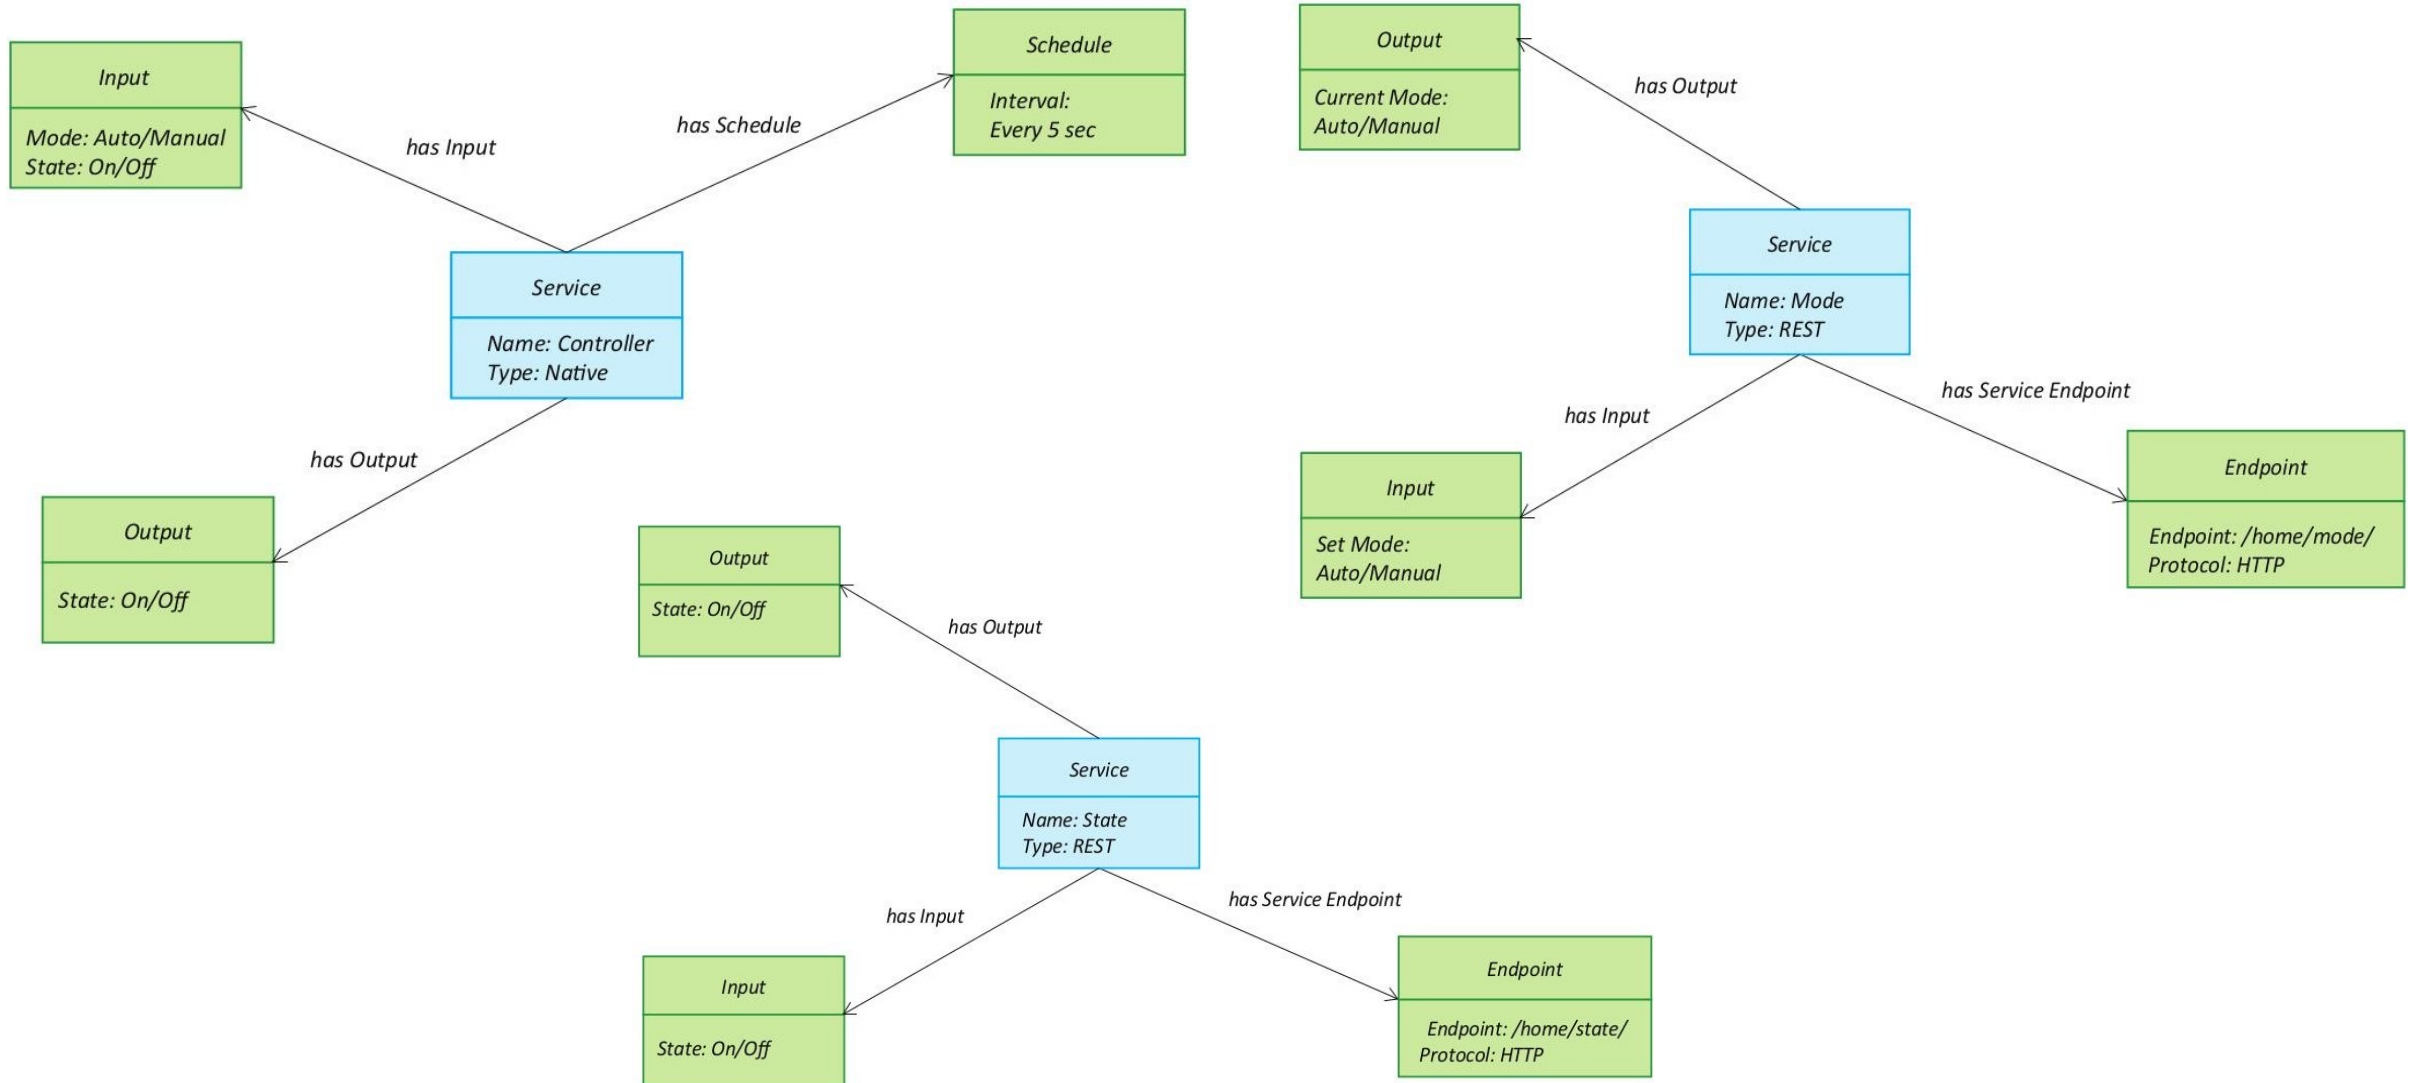 Input
Mode: Auto/Manual
State: On/Off
has Input
has Schedule
Schedule
Interval:
Every 5 sec
Service
Name: Controller
Type: Native
has Output
Output
State: On/Off
Output
Current Mode:
Auto/Manual
has Output
Service
Name: Mode
Type: REST
has Input
has Service Endpoint
Input
Set Mode:
Auto/Manual
Endpoint
Endpoint: /home/mode/
Protocol: HTTP
Output
State: On/Off
has Output
Service
Name: State
Type: REST
has Input
has Service Endpoint
Input
State: On/Off
Endpoint
Endpoint: /home/state/
Protocol: HTTP